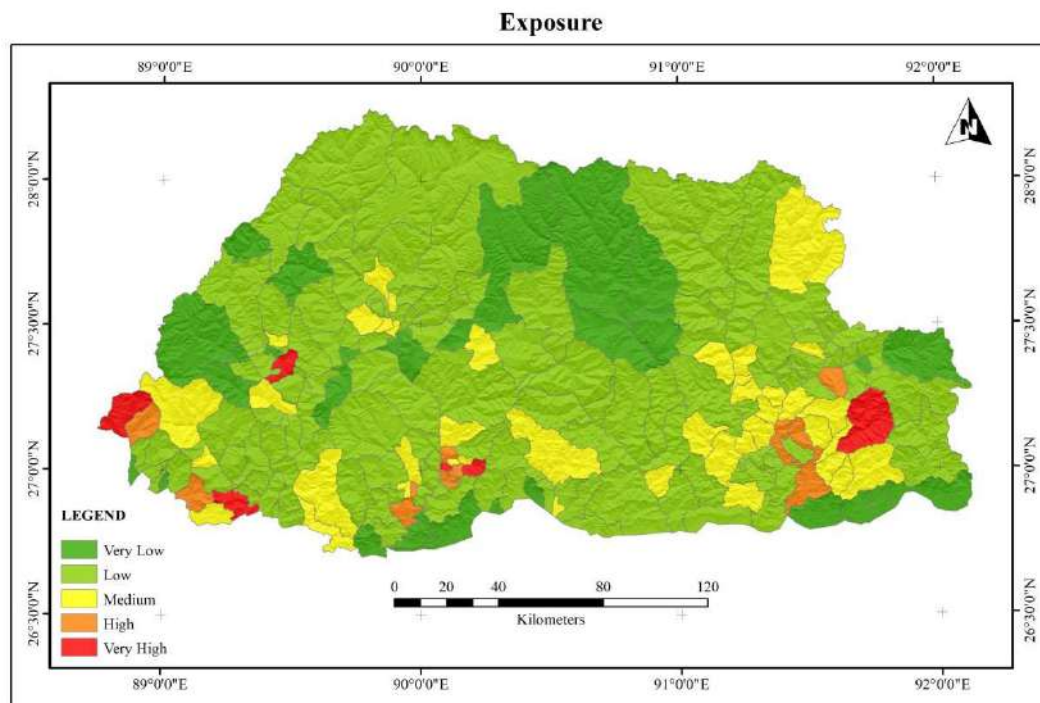 Exposure
89°0'0"E 90°0'0"E 91°0'0"E 92°0'0"E
N
28°0'0"N 28°0'0"N
27°30'0"N 27°30'0"N
27°0'0"N 27°0'0"N
26°30'0"N 26°30'0"N
LEGEND
Very Low
Low
Medium
High
Very High
0 20 40 80 120
Kilometers
89°0'0"E 90°0'0"E 91°0'0"E 92°0'0"E